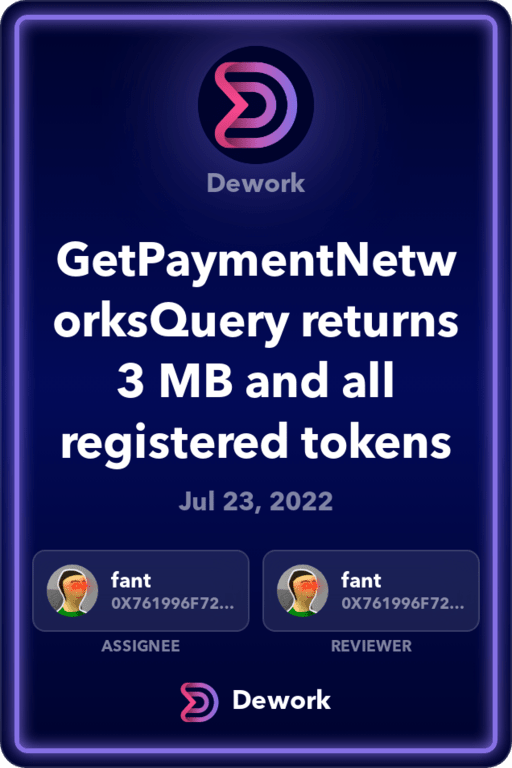 Dework
GetPaymentNetw
orksQuery returns
3 MB and all
registered tokens
Jul 23, 2022
fant
0X761996F72...
ASSIGNEE
fant
0X761996F72...
REVIEWER
Dework